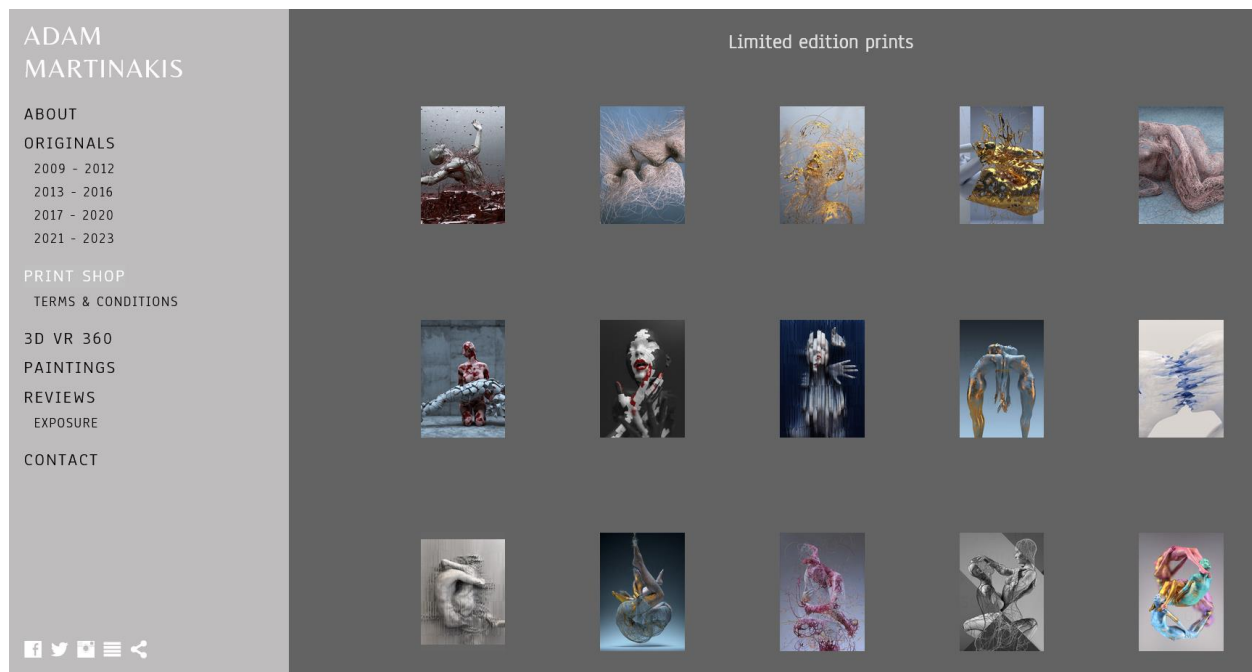 ADAM
MARTINAKIS
ABOUT
ORIGINALS
2009 - 2012
2013 - 2016
2017 - 2020
2021 - 2023
PRINT SHOP
TERMS & CONDITIONS
3D VR 360
PAINTINGS
REVIEWS
EXPOSURE
CONTACT
Limited edition prints